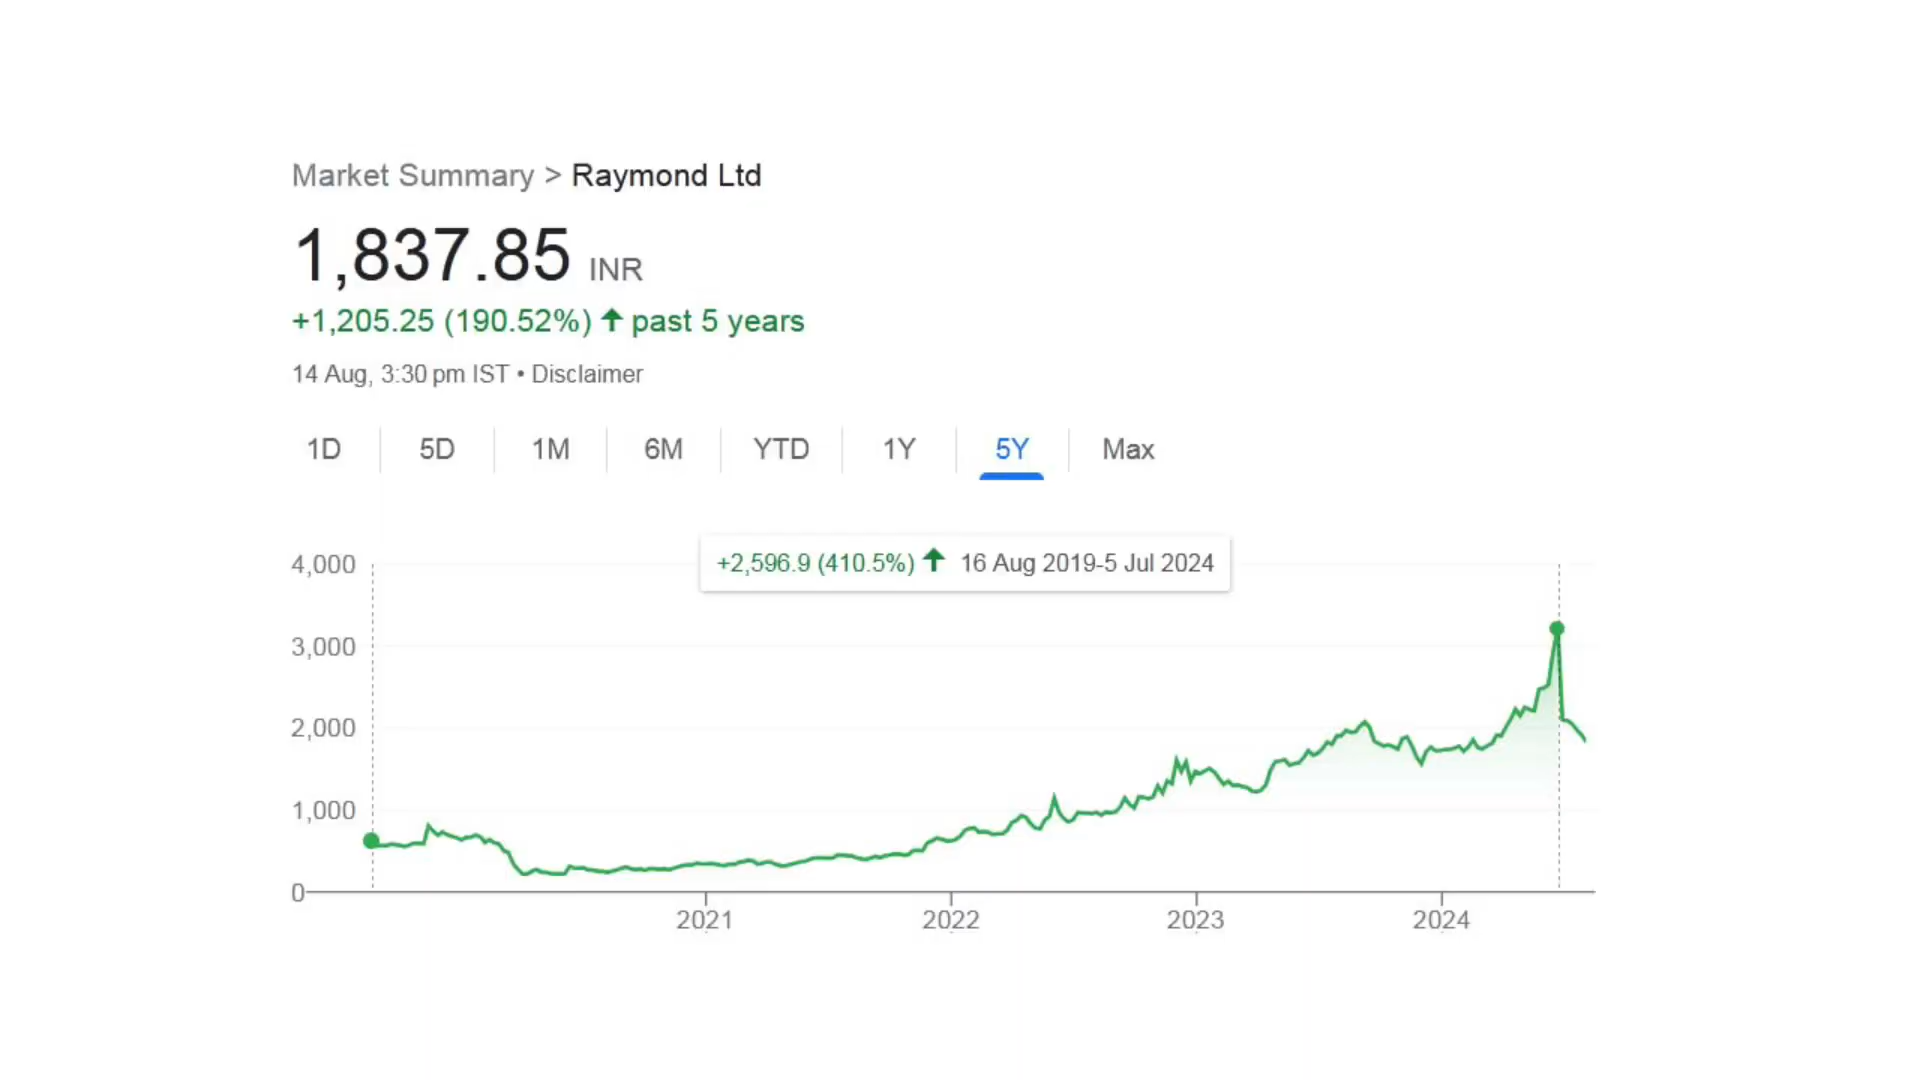 Market Summary > Raymond Ltd
1,837.85 INR
+1,205.25 (190.52%) ↑ past 5 years
14 Aug, 3:30 pm IST • Disclaimer
1D 5D 1M 6M YTD 1Y 5Y Max
+2,596.9 (410.5%) ↑ 16 Aug 2019-5 Jul 2024
4,000
3,000
2,000
1,000
0
2021 2022 2023 2024